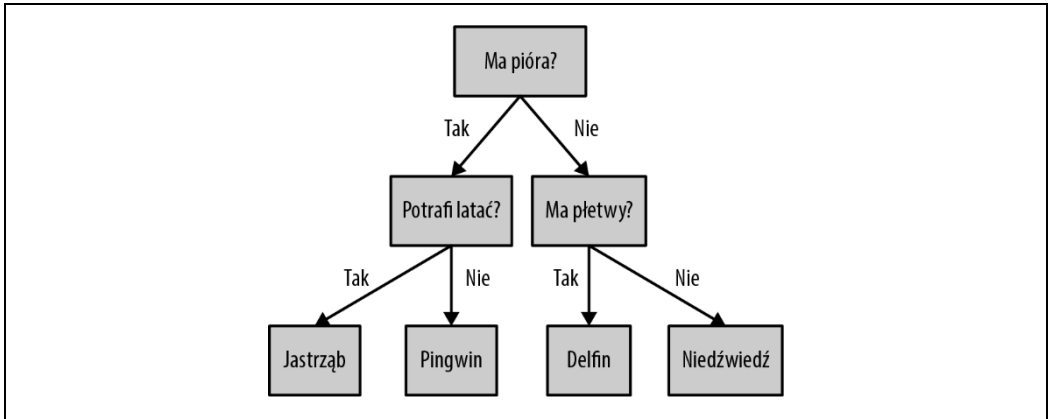 Ma pióra?
Tak
Nie
Potrafi latać?
Ma płetwy?
Tak
Nie
Tak
Nie
Jastrząb
Pingwin
Delfin
Niedźwiedź